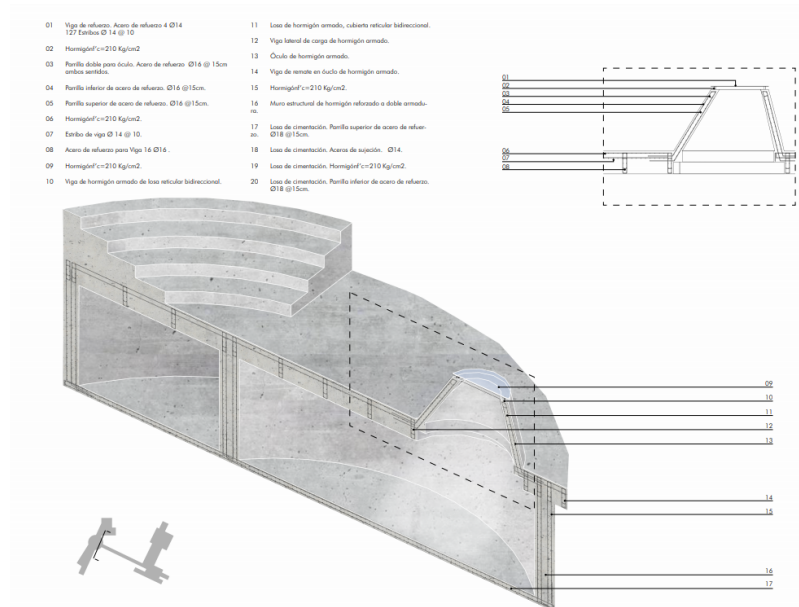 01 Viga de refuerzo. Acero de refuerzo 4 Ø14
127 Estribos Ø 14 @ 10
02 Hormigónf'c=210 Kg/cm2
03 Parrilla doble para óculo. Acero de refuerzo Ø16 @ 15cm
ambos sentidos.
04 Parrilla inferior de acero de refuerzo. Ø16 @15cm.
05 Parrilla superior de acero de refuerzo. Ø16 @15cm.
06 Hormigónf'c=210 Kg/cm2.
07 Estribo de viga Ø 14 @ 10.
08 Acero de refuerzo para Viga 16 Ø16 .
09 Hormigónf'c=210 Kg/cm2.
10 Viga de hormigón armado de losa reticular bidireccional.
11 Losa de hormigón armado, cubierta reticular bidireccional.
12 Viga lateral de carga de hormigón armado.
13 Óculo de hormigón armado.
14 Viga de remate en óuclo de hormigón armado.
15 Hormigónf'c=210 Kg/cm2.
16 Muro estructural de hormigón reforzado a doble armadu-
ra.
17 Losa de cimentación. Parrilla superior de acero de refuer-
zo. Ø18 @15cm.
18 Losa de cimentación. Aceros de sujeción. Ø14.
19 Losa de cimentación. Hormigónf'c=210 Kg/cm2.
20 Losa de cimentación. Parrilla inferior de acero de refuerzo.
Ø18 @15cm.
01
02
03
04
05
06
07
08
09
10
11
12
13
14
15
16
17